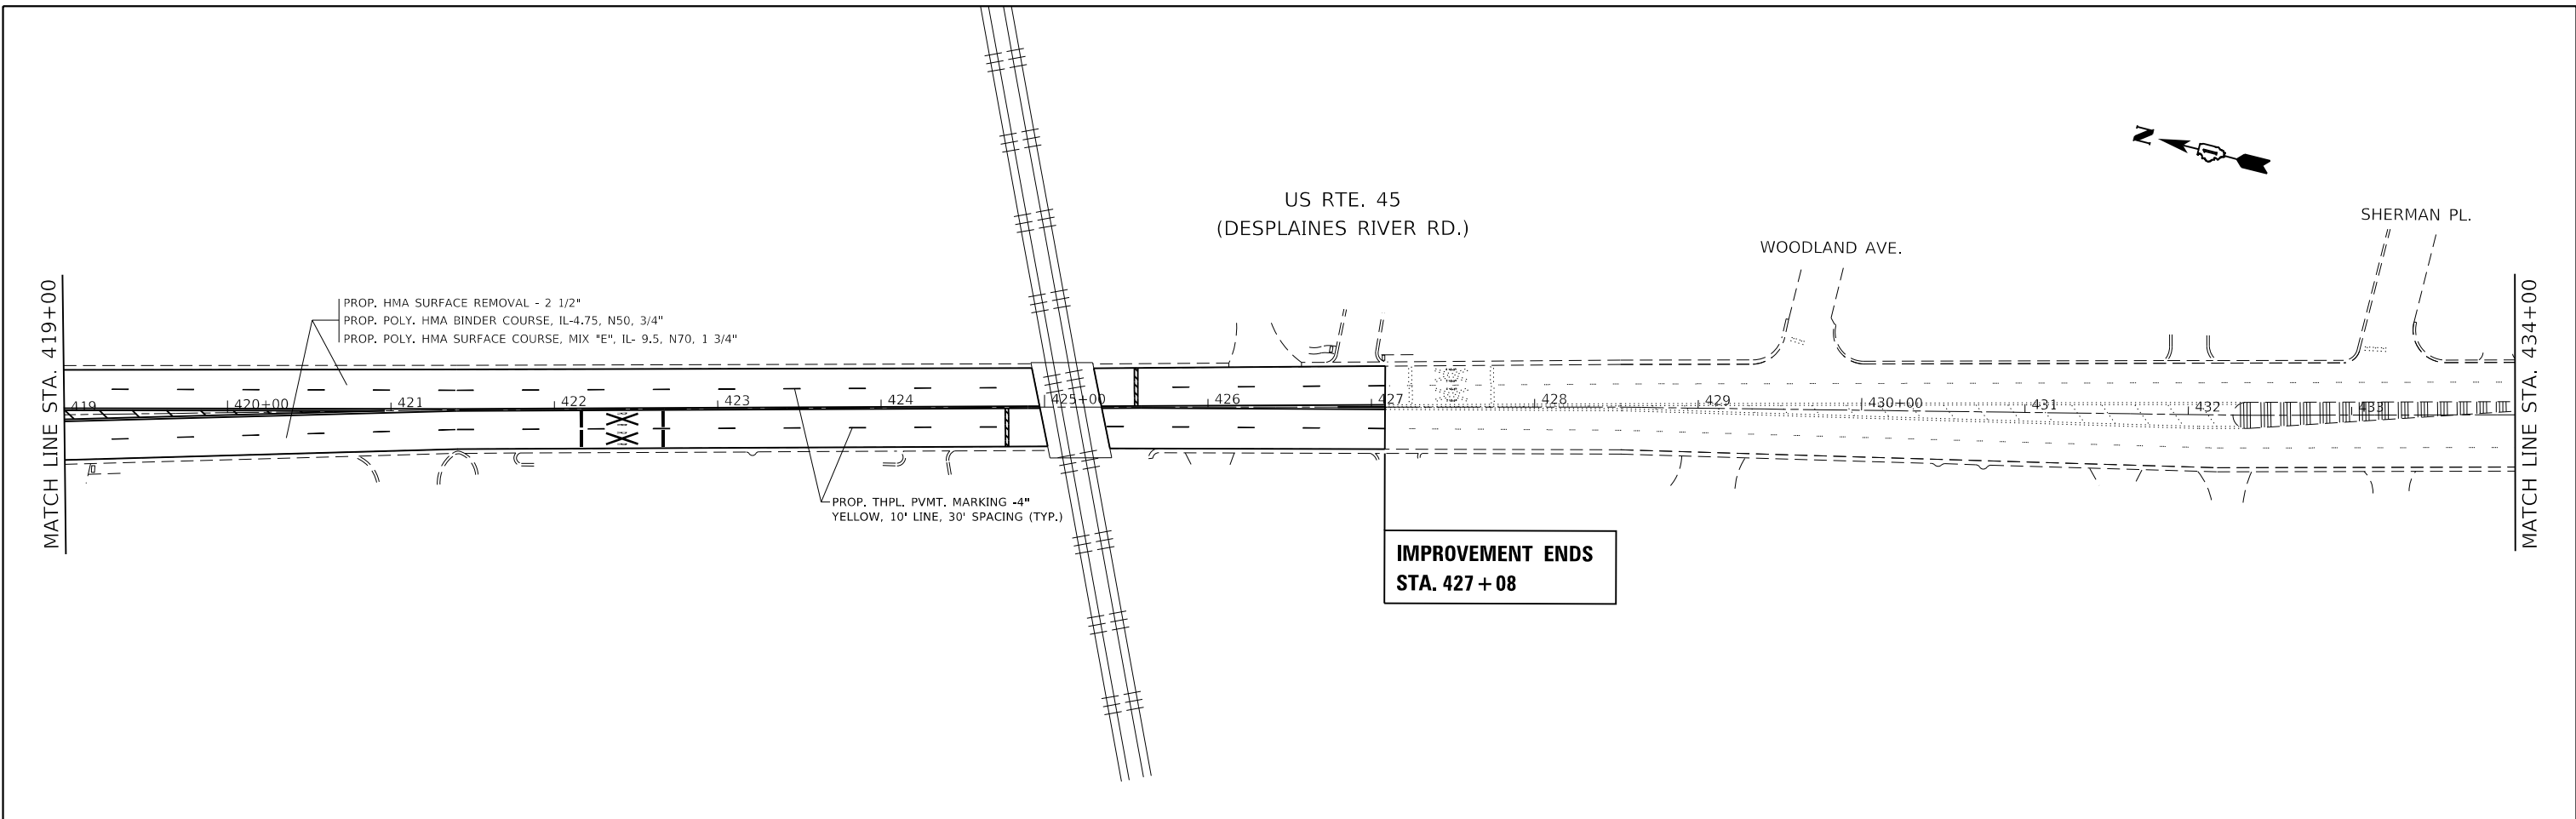 N
US RTE. 45
(DESPLAINES RIVER RD.)
SHERMAN PL.
WOODLAND AVE.
MATCH LINE STA. 419+00
MATCH LINE STA. 434+00
PROP. HMA SURFACE REMOVAL - 2 1/2"
PROP. POLY. HMA BINDER COURSE, IL-4.75, N50, 3/4"
PROP. POLY. HMA SURFACE COURSE, MIX "E", IL- 9.5, N70, 1 3/4"
419
420+00
421
422
423
424
425+00
426
427
428
429
430+00
431
432
433
PROP. THPL. PVMT. MARKING -4"
YELLOW, 10' LINE, 30' SPACING (TYP.)
IMPROVEMENT ENDS
STA. 427+08